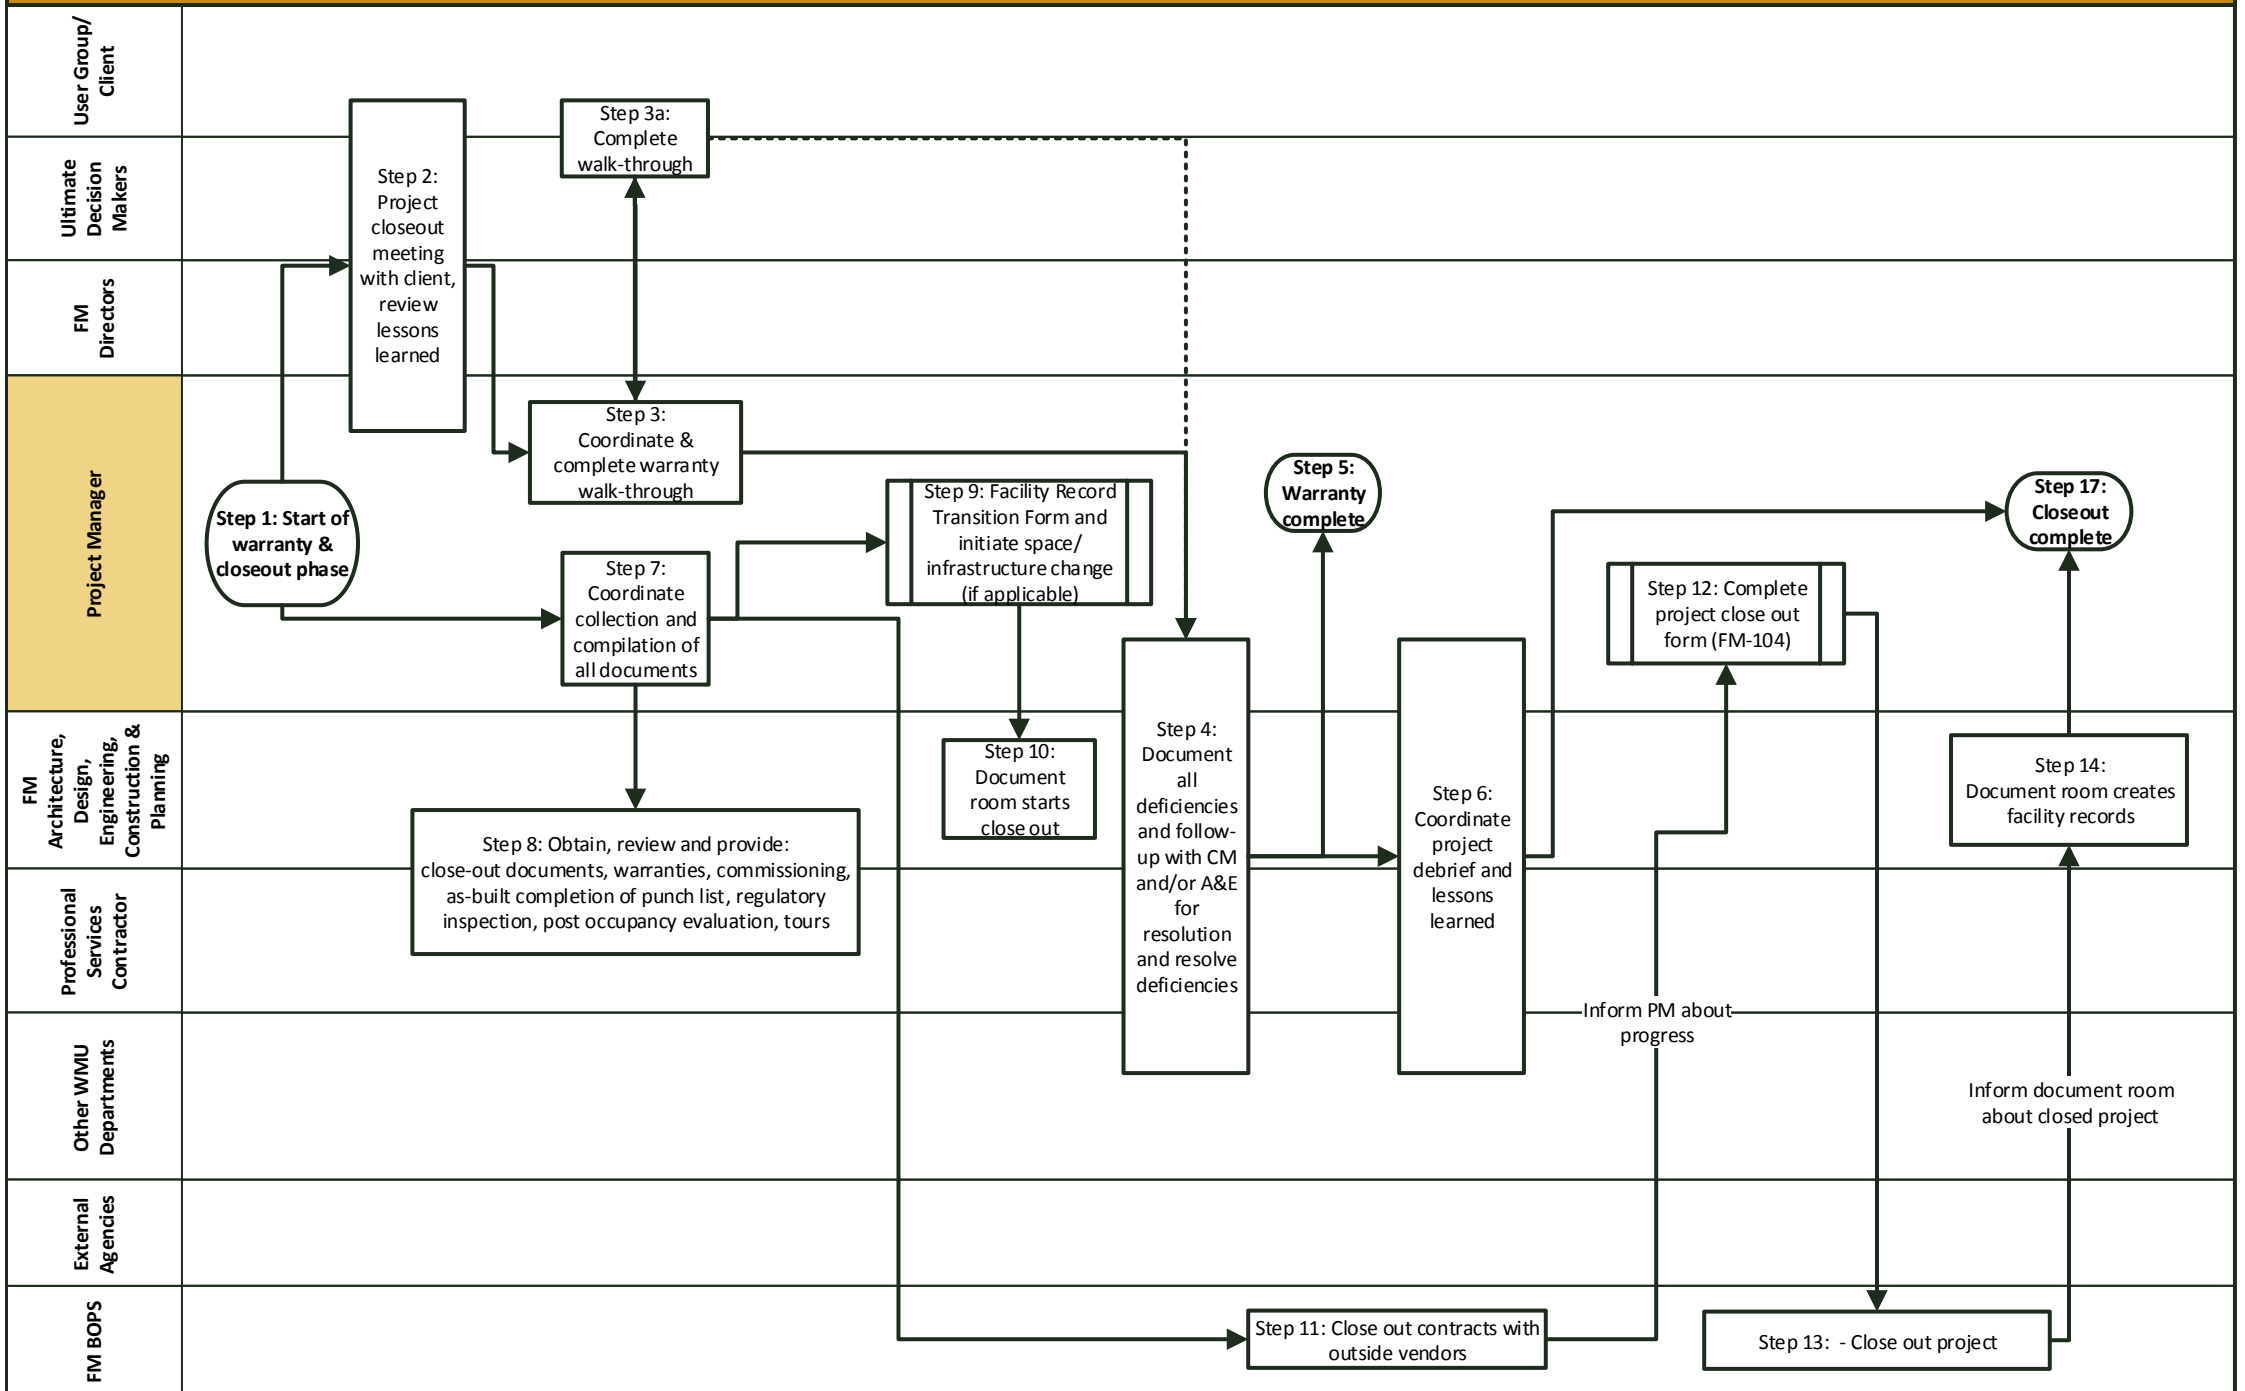 User Group/
Client
Ultimate
Decision
Makers
FM
Directors
Project Manager
FM
Architecture,
Design,
Enginering,
Construction &
Planning
Professional
Services
Contractor
Other WMU
Departments
External
Agencies
FM BOPS
Step 1: Start of
warranty &
closeout phase
Step 2:
Project
closeout
meeting
with client,
review
lessons
learned
Step 3a:
Complete
walk-through
Step 3:
Coordinate &
complete warranty
walk-through
Step 7:
Coordinate
collection and
compilation of
all documents
Step 8: Obtain, review and provide:
close-out documents, warranties, commissioning,
as-built completion of punch list, regulatory
inspection, post occupancy evaluation, tours
Step 9: Facility Record
Transition Form and
initiate space/
infrastructure change
(if applicable)
Step 10:
Document
room starts
close out
Step 4:
Document
all
deficiencies
and follow-
up with CM
and/or A&E
for
resolution
and resolve
deficiencies
Step 5:
Warranty
complete
Step 6:
Coordinate
project
debrief and
lessons
learned
Step 11: Close out contracts with
outside vendors
Inform PM about
progress
Step 12: Complete
project close out
form (FM-104)
Step 13:  - Close out project
Inform document room
about closed project
Step 14:
Document room creates
facility records
Step 17:
Closeout
complete